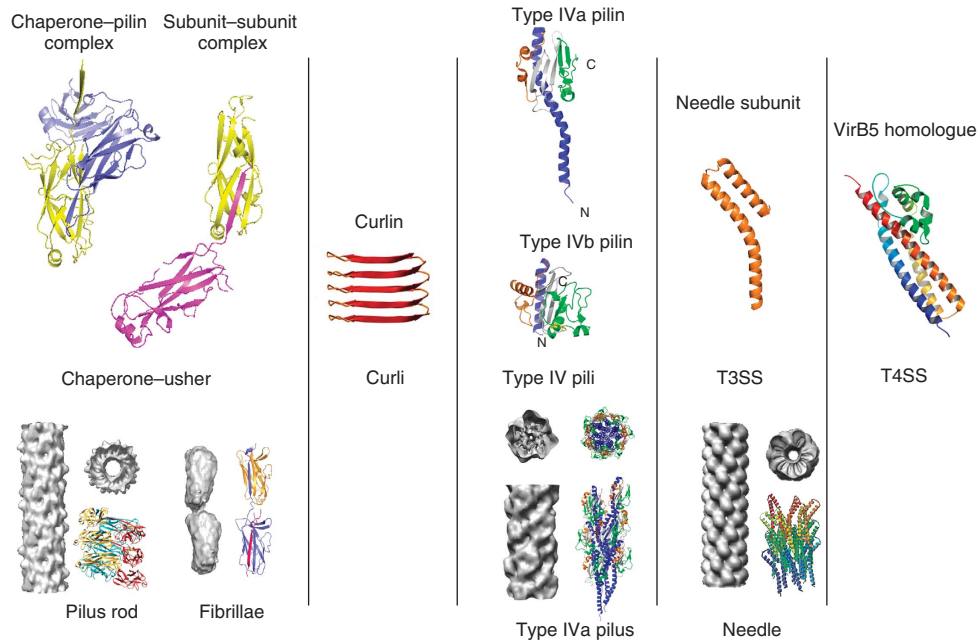 Chaperone–pilin
complex
Subunit–subunit
complex
Type IVa pilin
C
N
Needle subunit
VirB5 homologue
Curlin
Type IVb pilin
C
N
Chaperone–usher
Curli
Type IV pili
T3SS
T4SS
Pilus rod
Fibrillae
Type IVa pilus
Needle